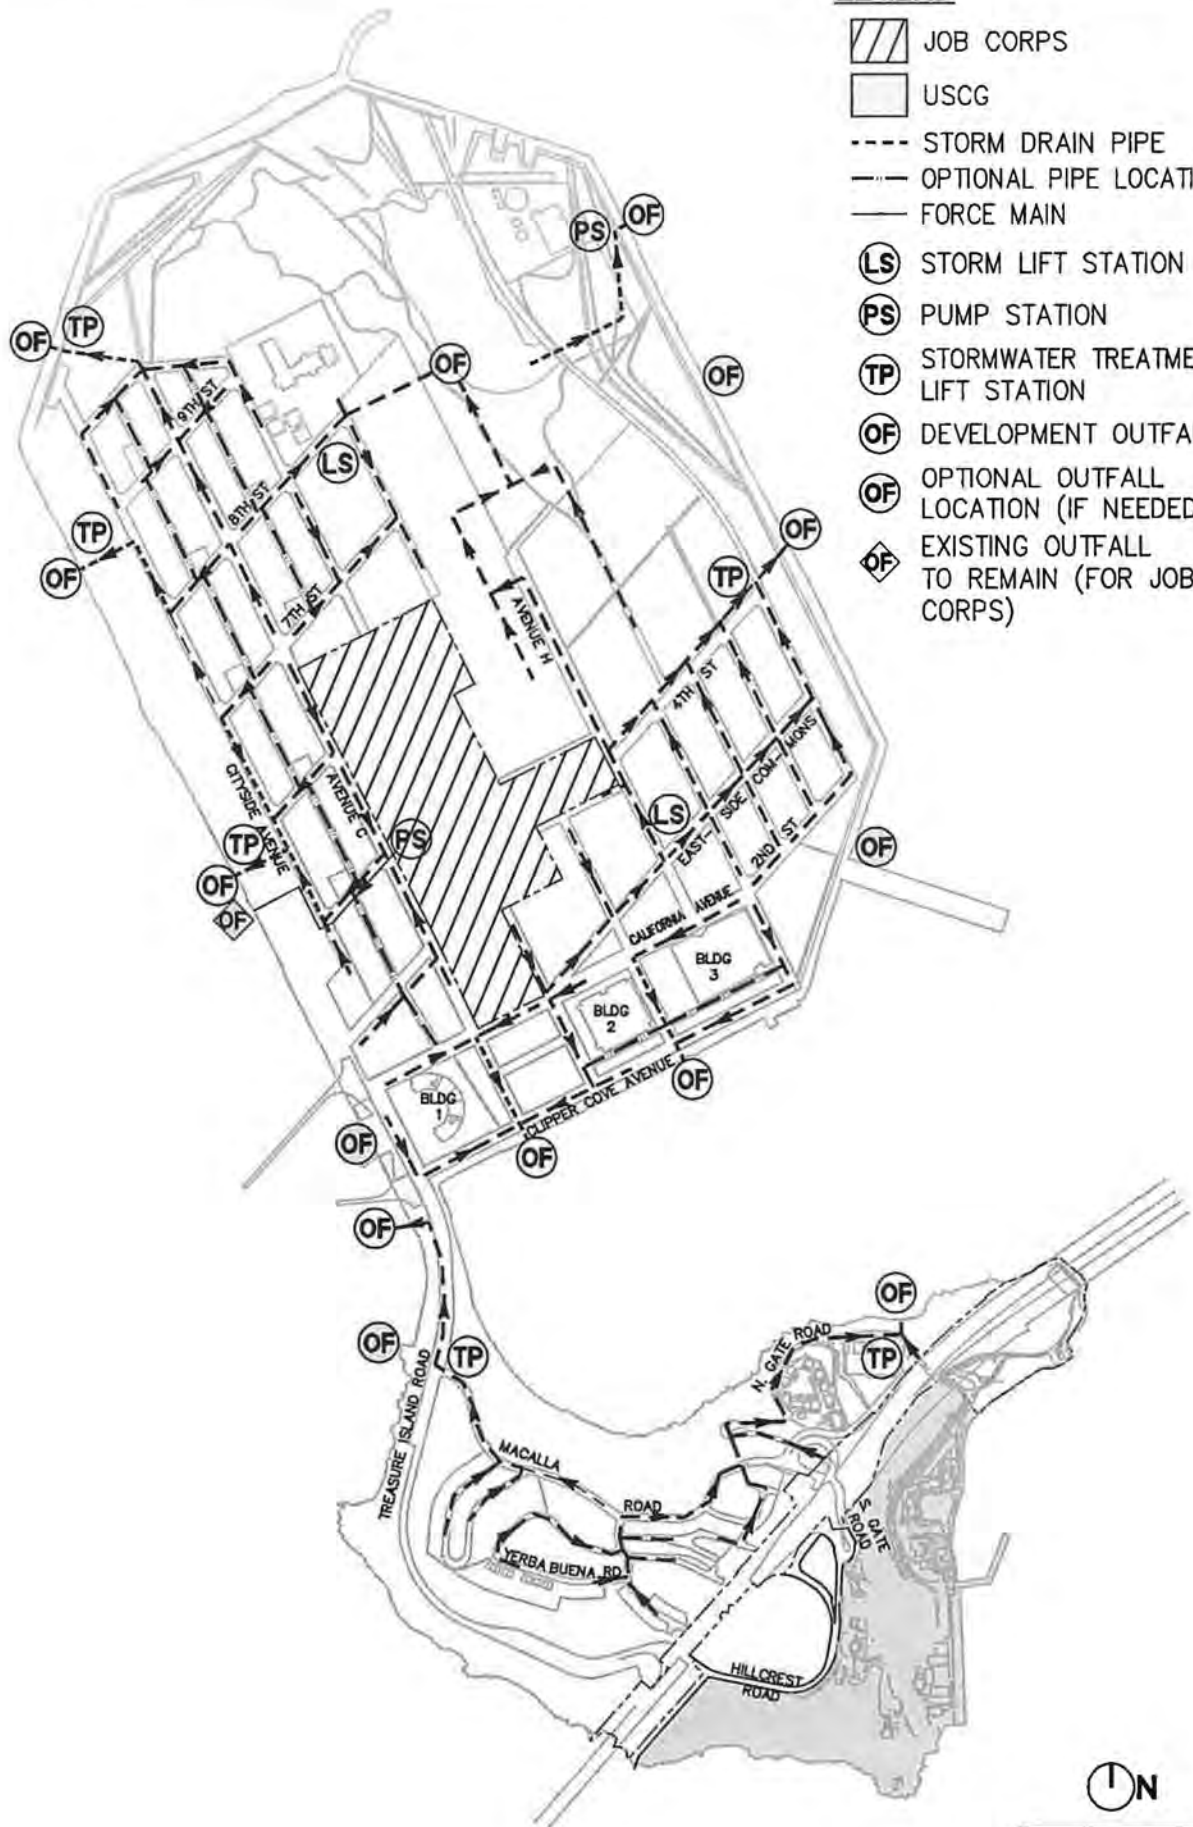 JOB CORPS
USCG
STORM DRAIN PIPE
OPTIONAL PIPE LOCATI
FORCE MAIN
LS STORM LIFT STATION
PS PUMP STATION
TP STORMWATER TREATME
LIFT STATION
OF DEVELOPMENT OUTFA
OF OPTIONAL OUTFALL
LOCATION (IF NEEDED
OF EXISTING OUTFALL
TO REMAIN (FOR JOB
CORPS)
PS
OF
OF
TP
OF
OF
9TH ST
LS
8TH ST
TP
OF
OF
TP
7TH ST
AVENUE H
4TH ST
CITYSIDE AVENUE
AVENUE C
EAST-SIDE COM-MONS
LS
2ND ST
PS
TP
OF
OF
OF
CALIFORNIA AVENUE
BLDG
3
BLDG
2
BLDG
1
CLIPPER COVE AVENUE
OF
OF
OF
OF
OF
TP
OF
TP
N. GATE ROAD
TREASURE ISLAND ROAD
MACALLA
ROAD
S. GATE
ROAD
YERBA BUENA RD
HILLCREST
ROAD
N